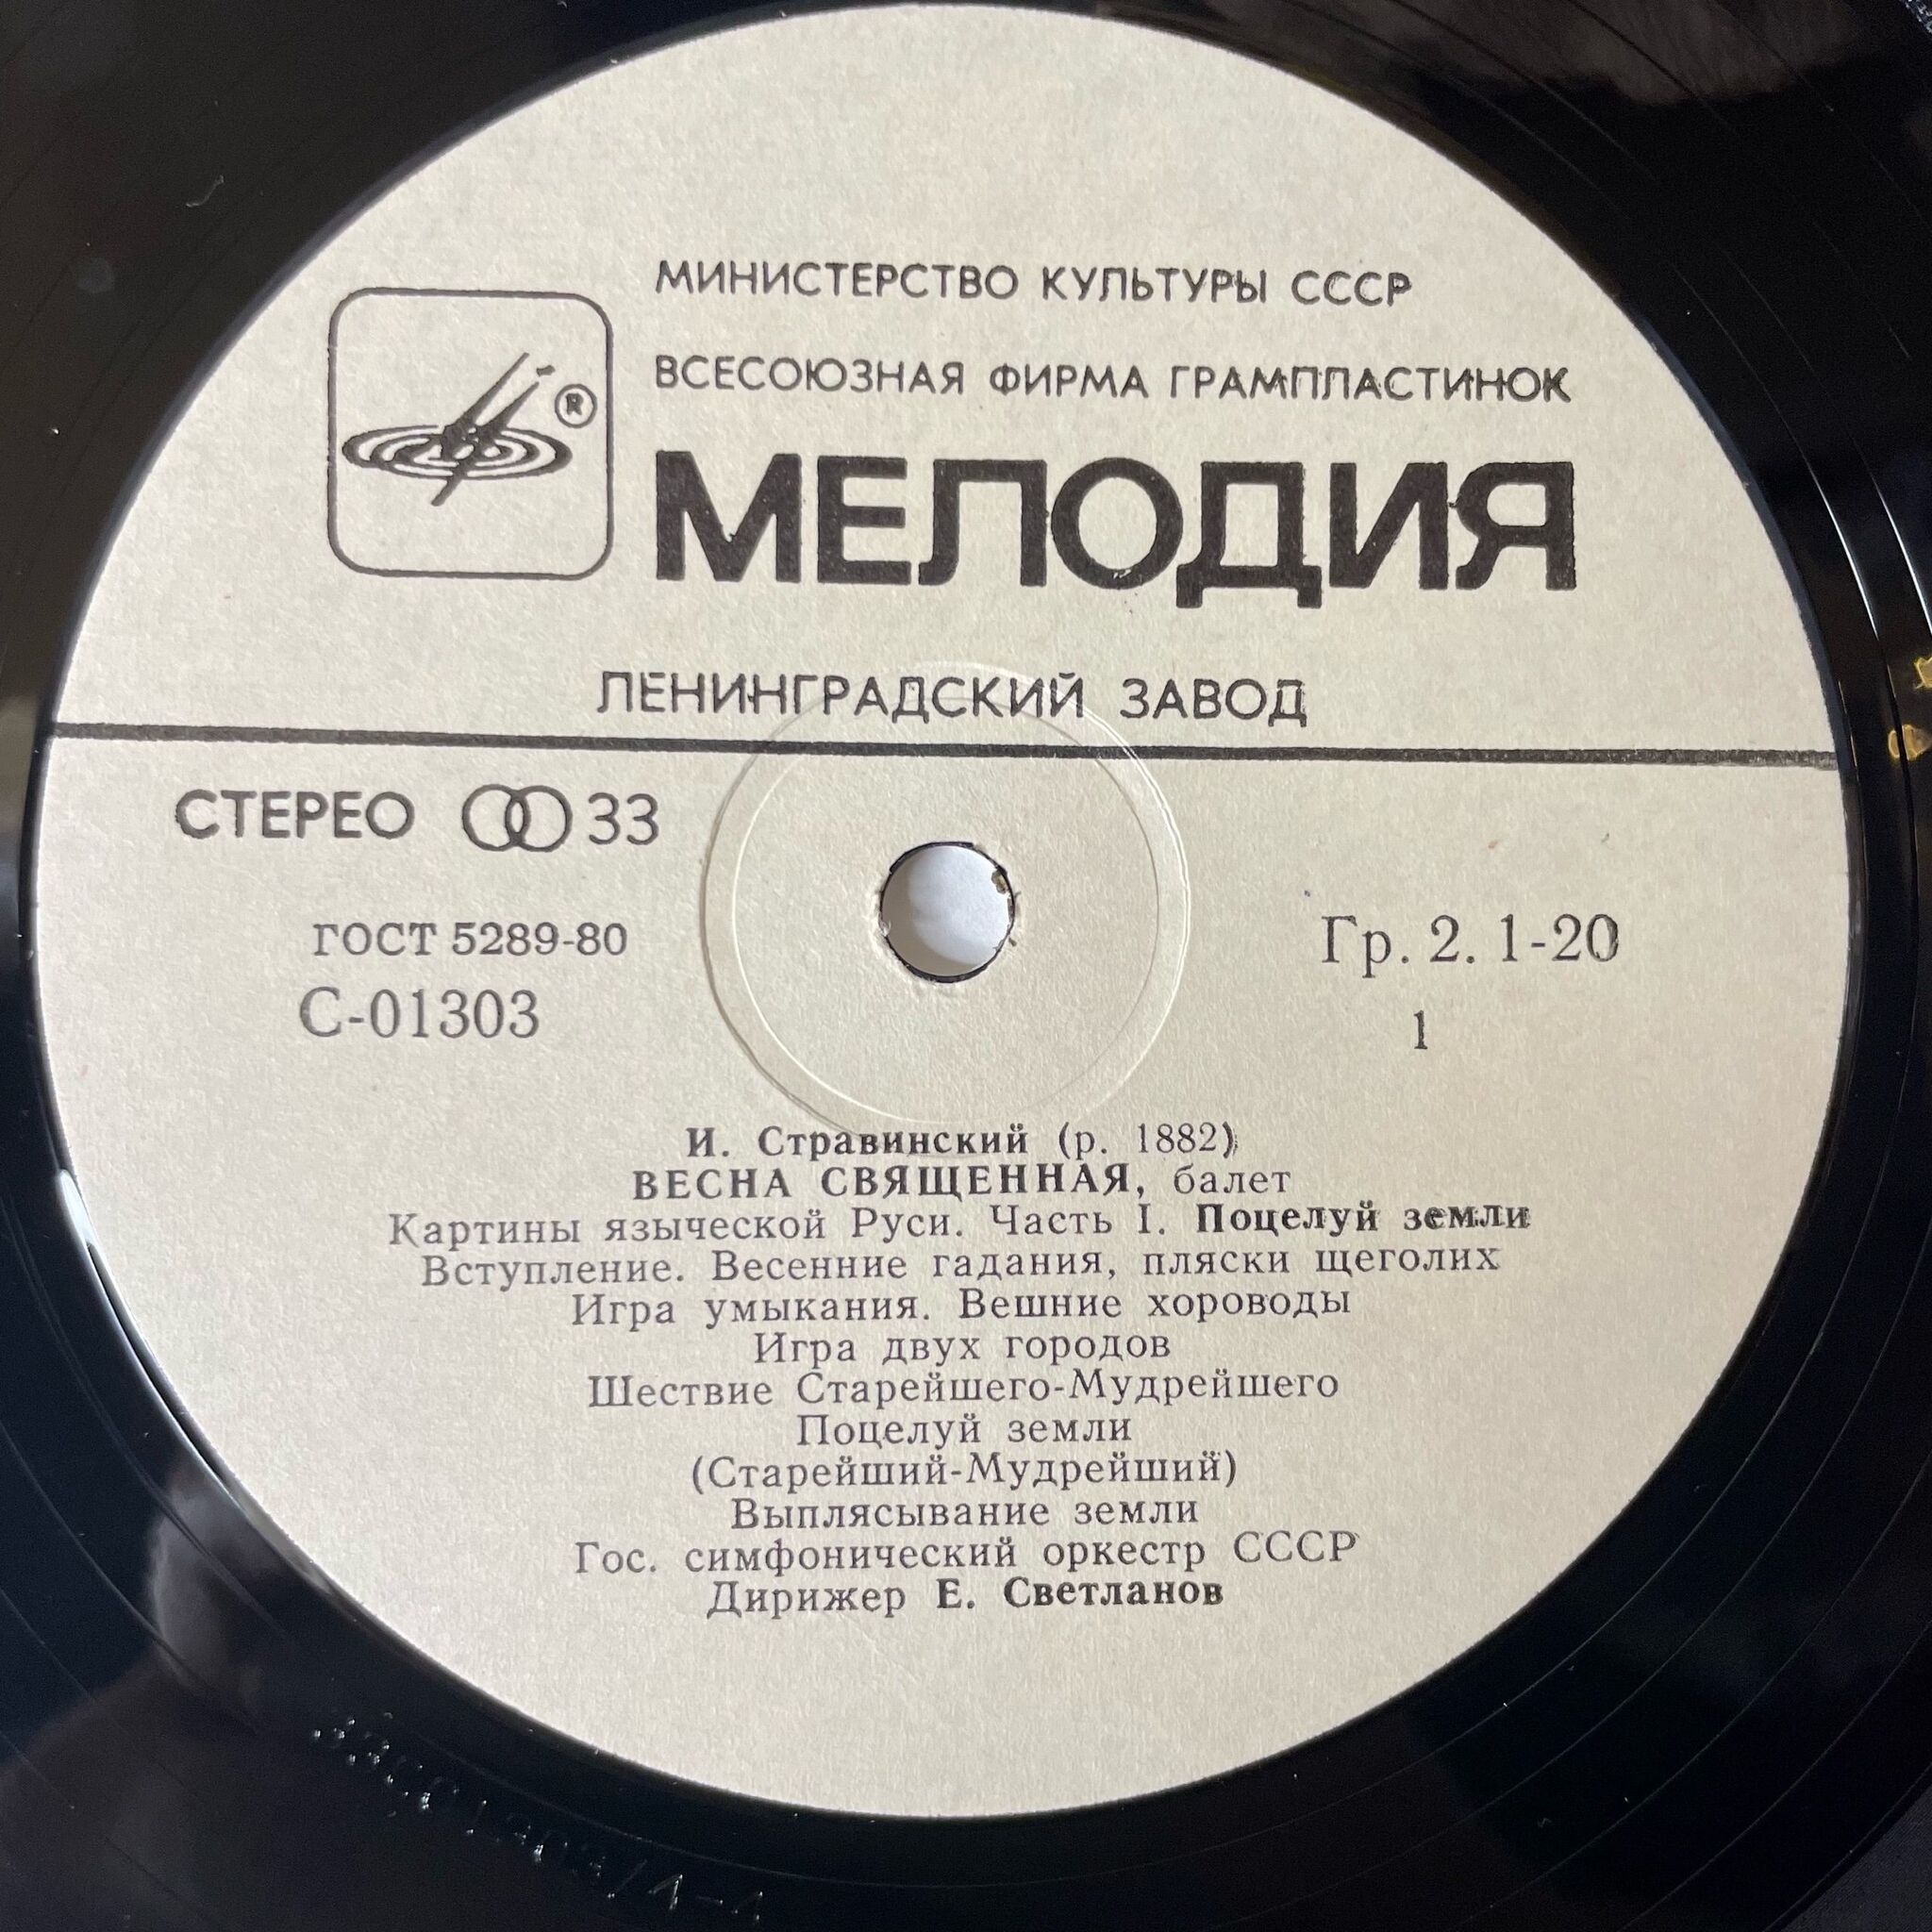 МИНИСТЕРСТВО КУЛЬТУРЫ СССР
ВСЕСОЮЗНАЯ ФИРМА ГРАМПЛАСТИНОК
®
МЕЛОДИЯ
ЛЕНИНГРАДСКИЙ ЗАВОД
СТЕРЕО 33
ГОСТ 5289-80
Гр. 2. 1-20
С-01303
1
И. Стравинский (р. 1882)
ВЕСНА СВЯЩЕННАЯ, балет
Картины языческой Руси. Часть I. Поцелуй земли
Вступление. Весенние гадания, пляски щеголих
Игра умыкания. Вешние хороводы
Игра двух городов
Шествие Старейшего-Мудрейшего
Поцелуй земли
(Старейший-Мудрейший)
Выплясывание земли
Гос. симфонический оркестр СССР
Дирижер Е. Светланов